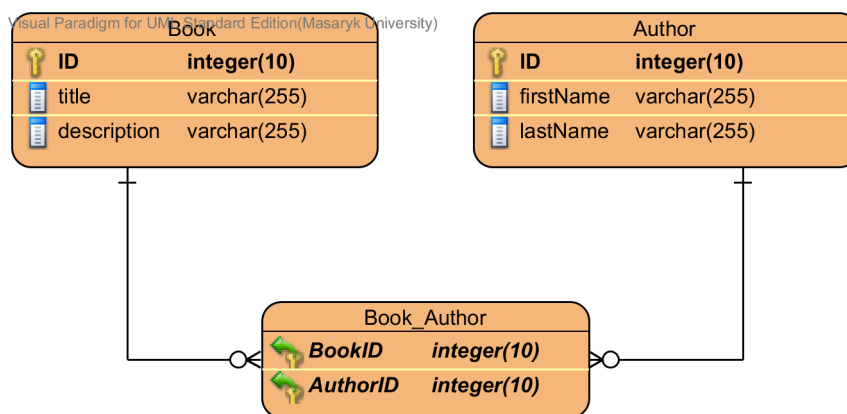 Visual Paradigm for UML Standard Edition(Masaryk University)
Book
ID integer(10)
title varchar(255)
description varchar(255)
Author
ID integer(10)
firstName varchar(255)
lastName varchar(255)
Book_Author
BookID integer(10)
AuthorID integer(10)